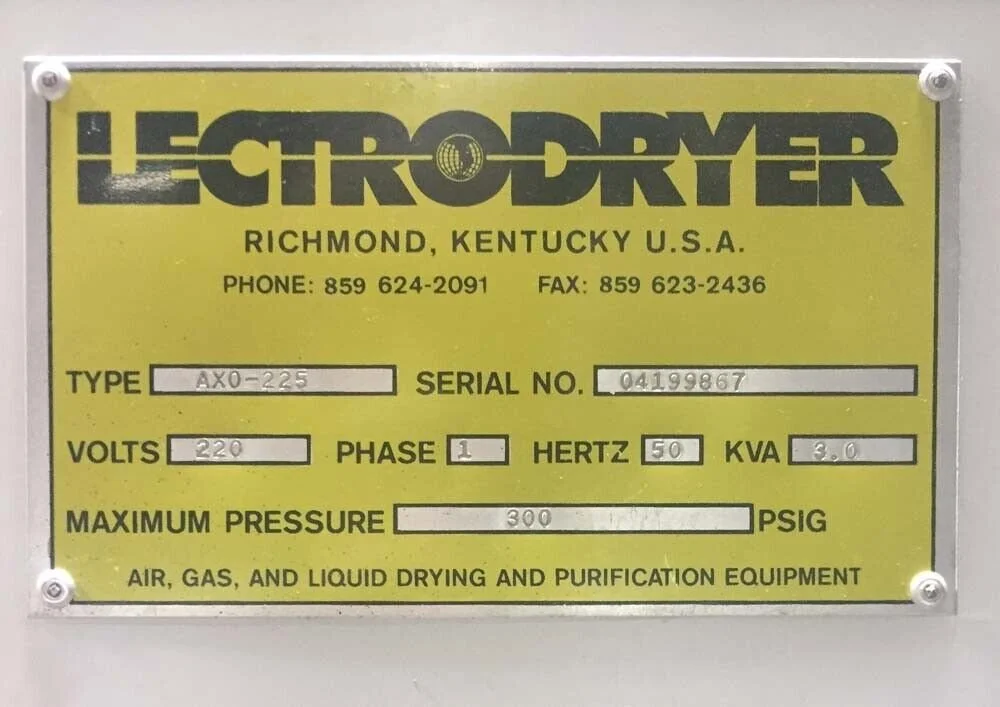 LECTRODRYER
RICHMOND, KENTUCKY U.S.A.
PHONE: 859 624-2091 FAX: 859 623-2436
TYPE AXO-225 SERIAL NO. 04199867
VOLTS 220 PHASE 1 HERTZ 50 KVA 3.0
MAXIMUM PRESSURE 300 PSIG
AIR, GAS, AND LIQUID DRYING AND PURIFICATION EQUIPMENT